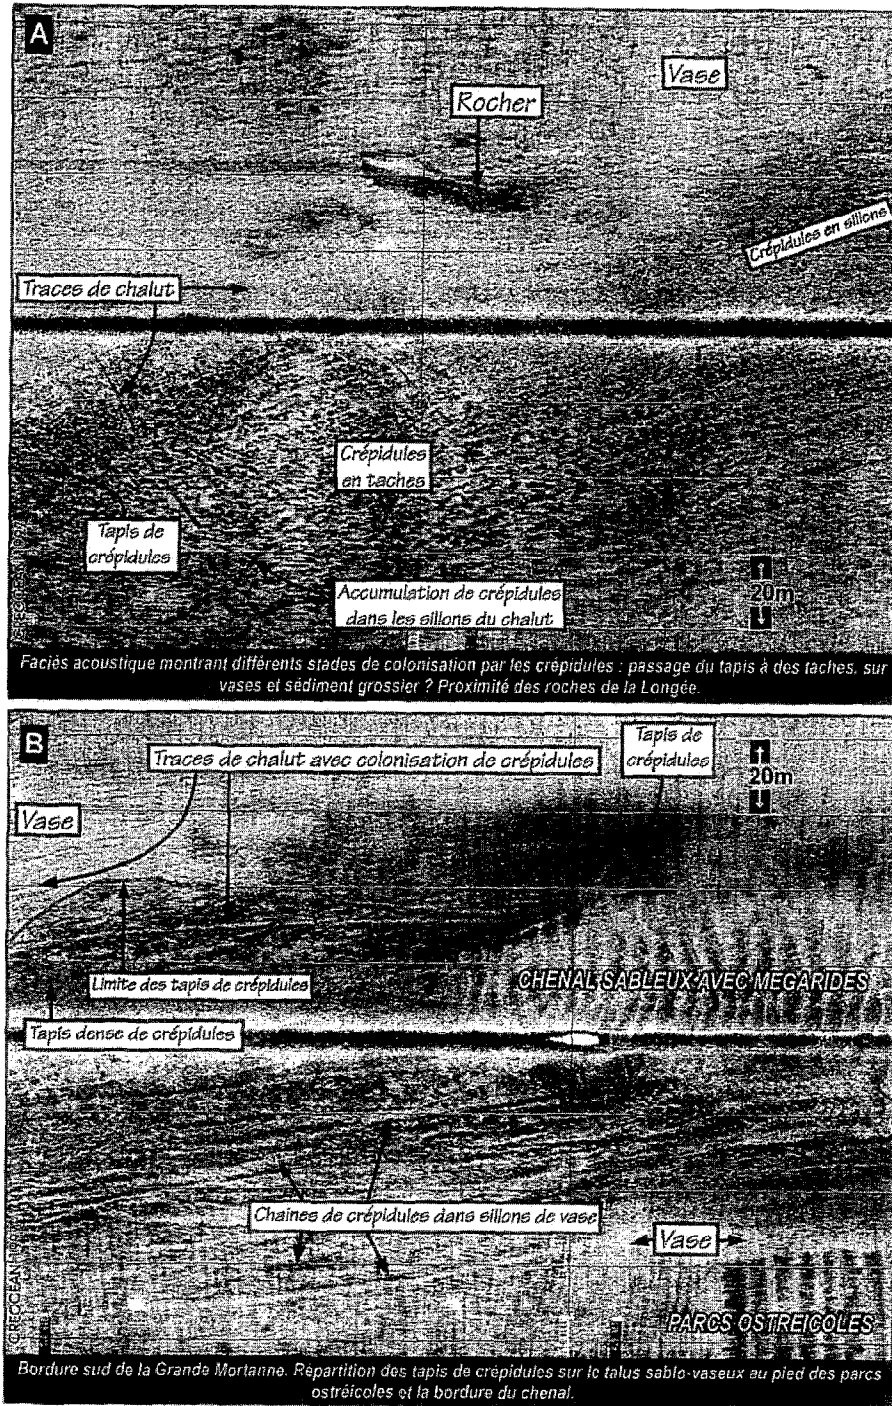 A
Vase
Rocher
Crépidules en sillons
Traces de chalut
Crépidules
en taches
Tapis de
crépidules
Accumulation de crépidules
dans les sillons du chalut
20m
Faciès acoustique montrant différents stades de colonisation par les crépidules : passage du tapis à des taches, sur
vases et sédiment grossier ? Proximité des roches de la Longée.
B
Traces de chalut avec colonisation de crépidules
Tapis de
crépidules
20m
Vase
Limite des tapis de crépidules
CHENAL SABLEUX AVEC MEGARIDES
Tapis dense de crépidules
Chaines de crépidules dans sillons de vase
Vase
CREOCEAN
PARCS OSTREICOLES
Bordure sud de la Grande Mortanne. Répartition des tapis de crépidules sur le talus sablo-vaseux au pied des parcs
ostréicoles et la bordure du chenal.